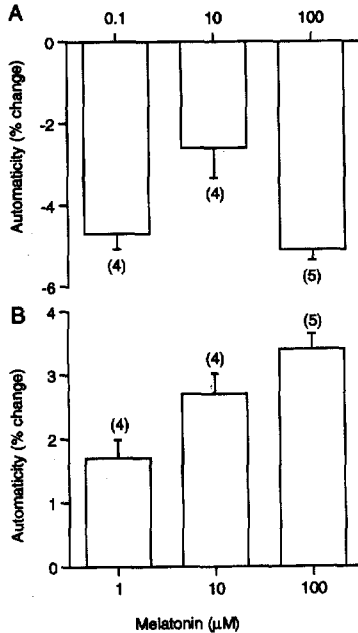 A
0.1 10 100
0
-2
-4
-6
Automaticity (% change)
(4)
(4)
(5)
B
4
3
2
1
0
Automaticity (% change)
(4)
(4)
(5)
1 10 100
Melatonin (μM)